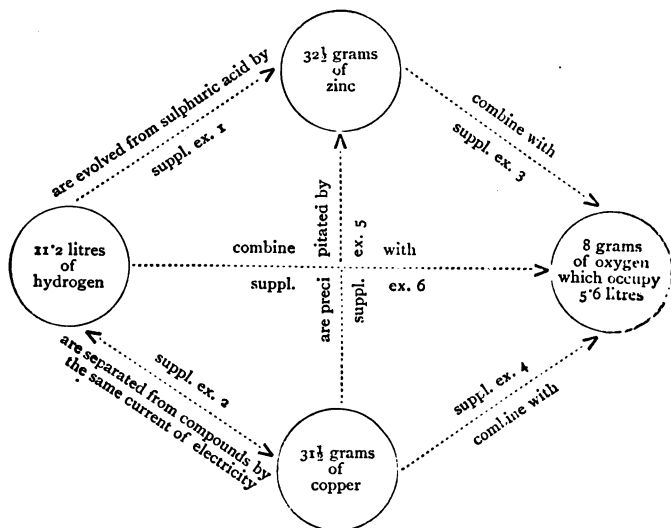 32½ grams
of
zinc
are evolved from sulphuric acid by
suppl. ex. 1
combine with
suppl. ex. 3
11·2 litres
of
hydrogen
combine with
suppl. ex. 6
are precipitated by
suppl. ex. 5
8 grams
of oxygen
which occupy
5·6 litres
suppl. ex. 2
are separated from compounds by
the same current of electricity
suppl. ex. 4
combine with
31½ grams
of
copper